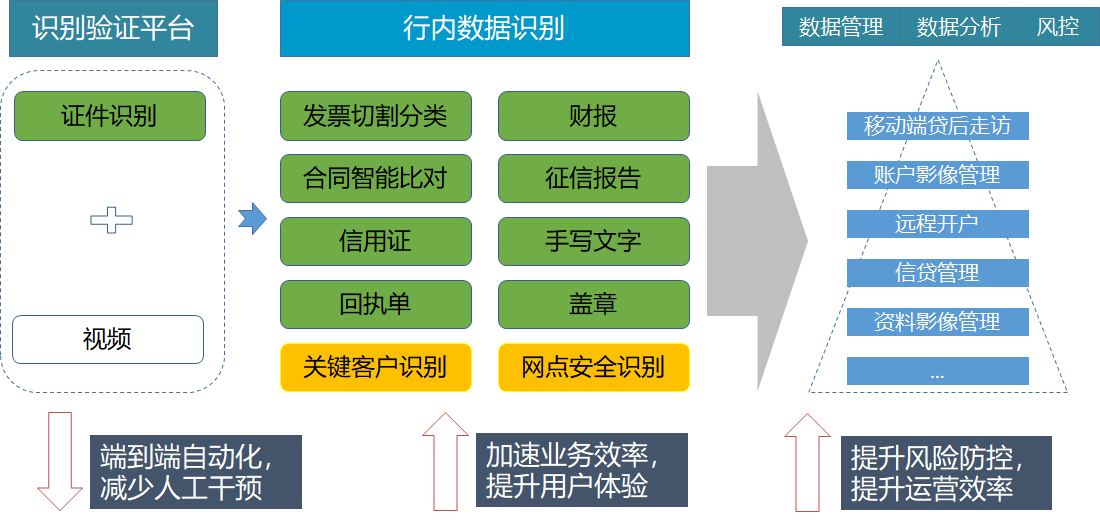 识别验证平台
证件识别
视频
端到端自动化，
减少人工干预
行内数据识别
发票切割分类
财报
合同智能比对
征信报告
信用证
手写文字
回执单
盖章
关键客户识别
网点安全识别
加速业务效率，
提升用户体验
数据管理
数据分析
风控
移动端贷后走访
账户影像管理
远程开户
信贷管理
资料影像管理
...
提升风险防控，
提升运营效率